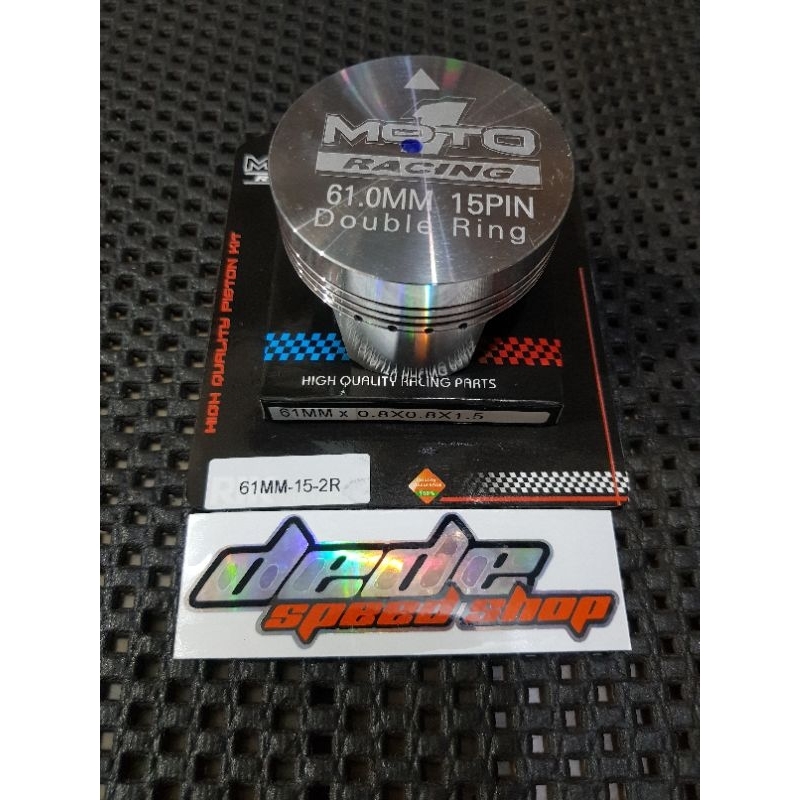 MOTO 1
RACING
61.0MM 15PIN
Double Ring
HIGH QUALITY PISTON KIT
HIGH QUALITY RACING PARTS
61MM x 0.8X0.8X1.5
61MM-15-2R
dede
speed shop